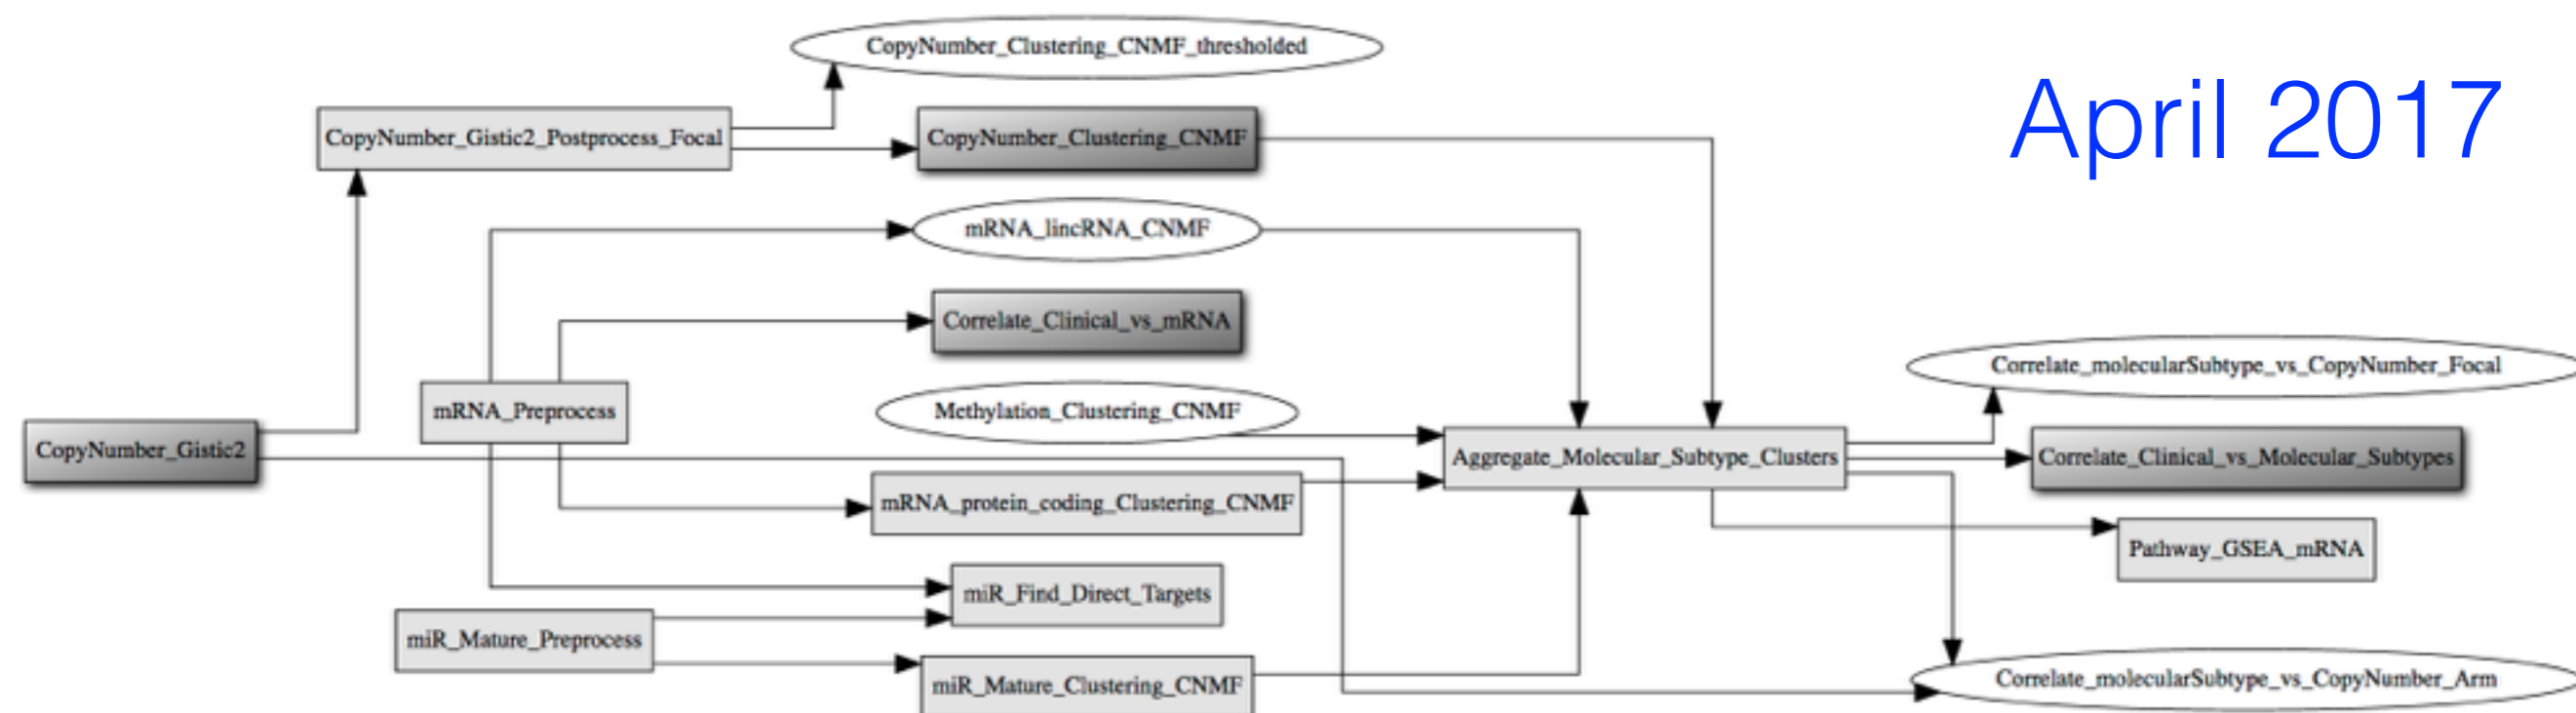 CopyNumber_Clustering_CNMF_thresholded
April 2017
CopyNumber_Gistic2_Postprocess_Focal
CopyNumber_Clustering_CNMF
mRNA_lincRNA_CNMF
Correlate_Clinical_vs_mRNA
Correlate_molecularSubtype_vs_CopyNumber_Focal
mRNA_Preprocess
Methylation_Clustering_CNMF
CopyNumber_Gistic2
Aggregate_Molecular_Subtype_Clusters
Correlate_Clinical_vs_Molecular_Subtypes
mRNA_protein_coding_Clustering_CNMF
Pathway_GSEA_mRNA
miR_Find_Direct_Targets
miR_Mature_Preprocess
miR_Mature_Clustering_CNMF
Correlate_molecularSubtype_vs_CopyNumber_Arm